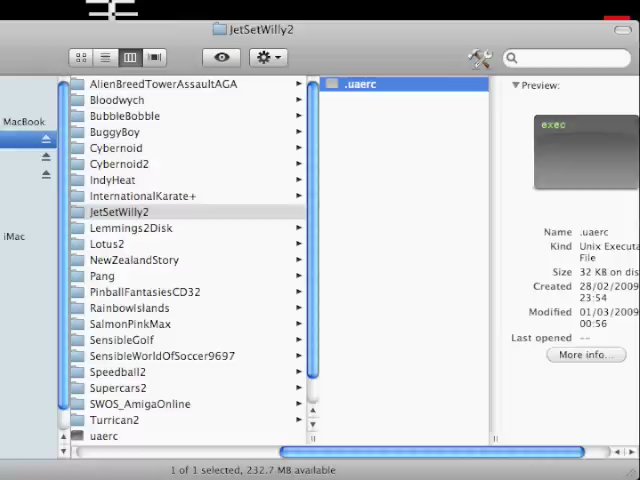 JetSetWilly2
MacBook
iMac
AlienBreedTowerAssaultAGA
Bloodwych
BubbleBobble
BuggyBoy
Cybernoid
Cybernoid2
IndyHeat
InternationalKarate+
JetSetWilly2
Lemmings2Disk
Lotus2
NewZealandStory
Pang
PinballFantasiesCD32
RainbowIslands
SalmonPinkMax
SensibleGolf
SensibleWorldOfSoccer9697
Speedball2
Supercars2
SWOS_AmigaOnline
Turrican2
uaerc
.uaerc
Preview:
exec
Name .uaerc
Kind Unix Executa
File
Size 32 KB on dis
Created 28/02/2009
23:54
Modified 01/03/2009
00:56
Last opened --
More info...
1 of 1 selected, 232.7 MB available